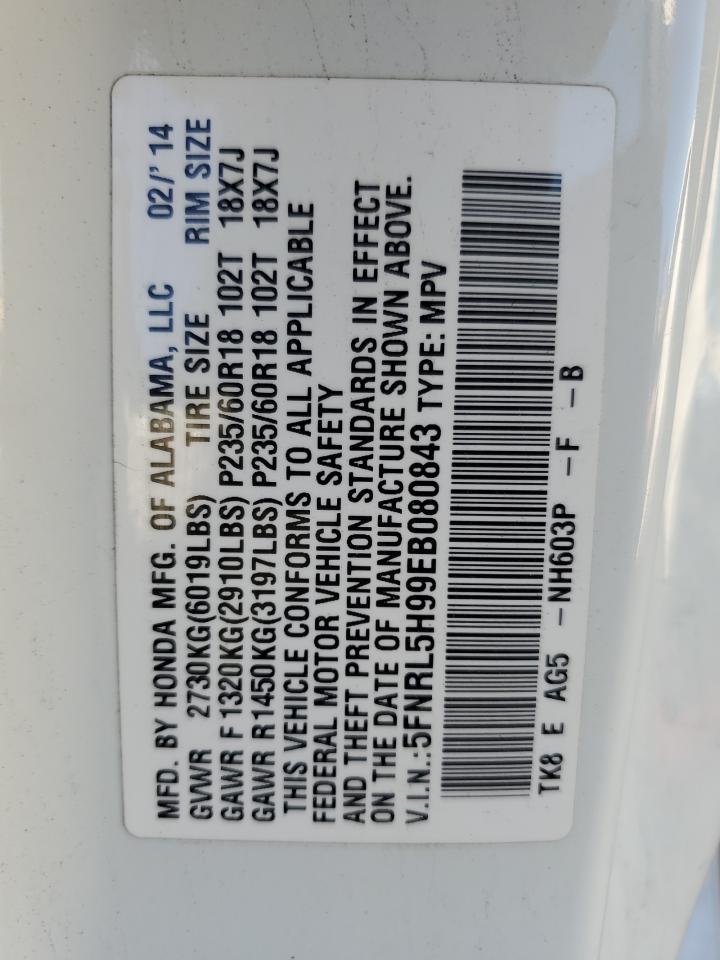 MFD. BY HONDA MFG. OF ALABAMA, LLC 02/'14
GVWR 2730KG(6019LBS) TIRE SIZE RIM SIZE
GAWR F 1320KG(2910LBS) P235/60R18 102T 18X7J
GAWR R1450KG(3197LBS) P235/60R18 102T 18X7J
THIS VEHICLE CONFORMS TO ALL APPLICABLE
FEDERAL MOTOR VEHICLE SAFETY
AND THEFT PREVENTION STANDARDS IN EFFECT
ON THE DATE OF MANUFACTURE SHOWN ABOVE.
V.I.N.:5FNRL5H99EB080843 TYPE: MPV
TK8 E AG5 -NH603P -F -B